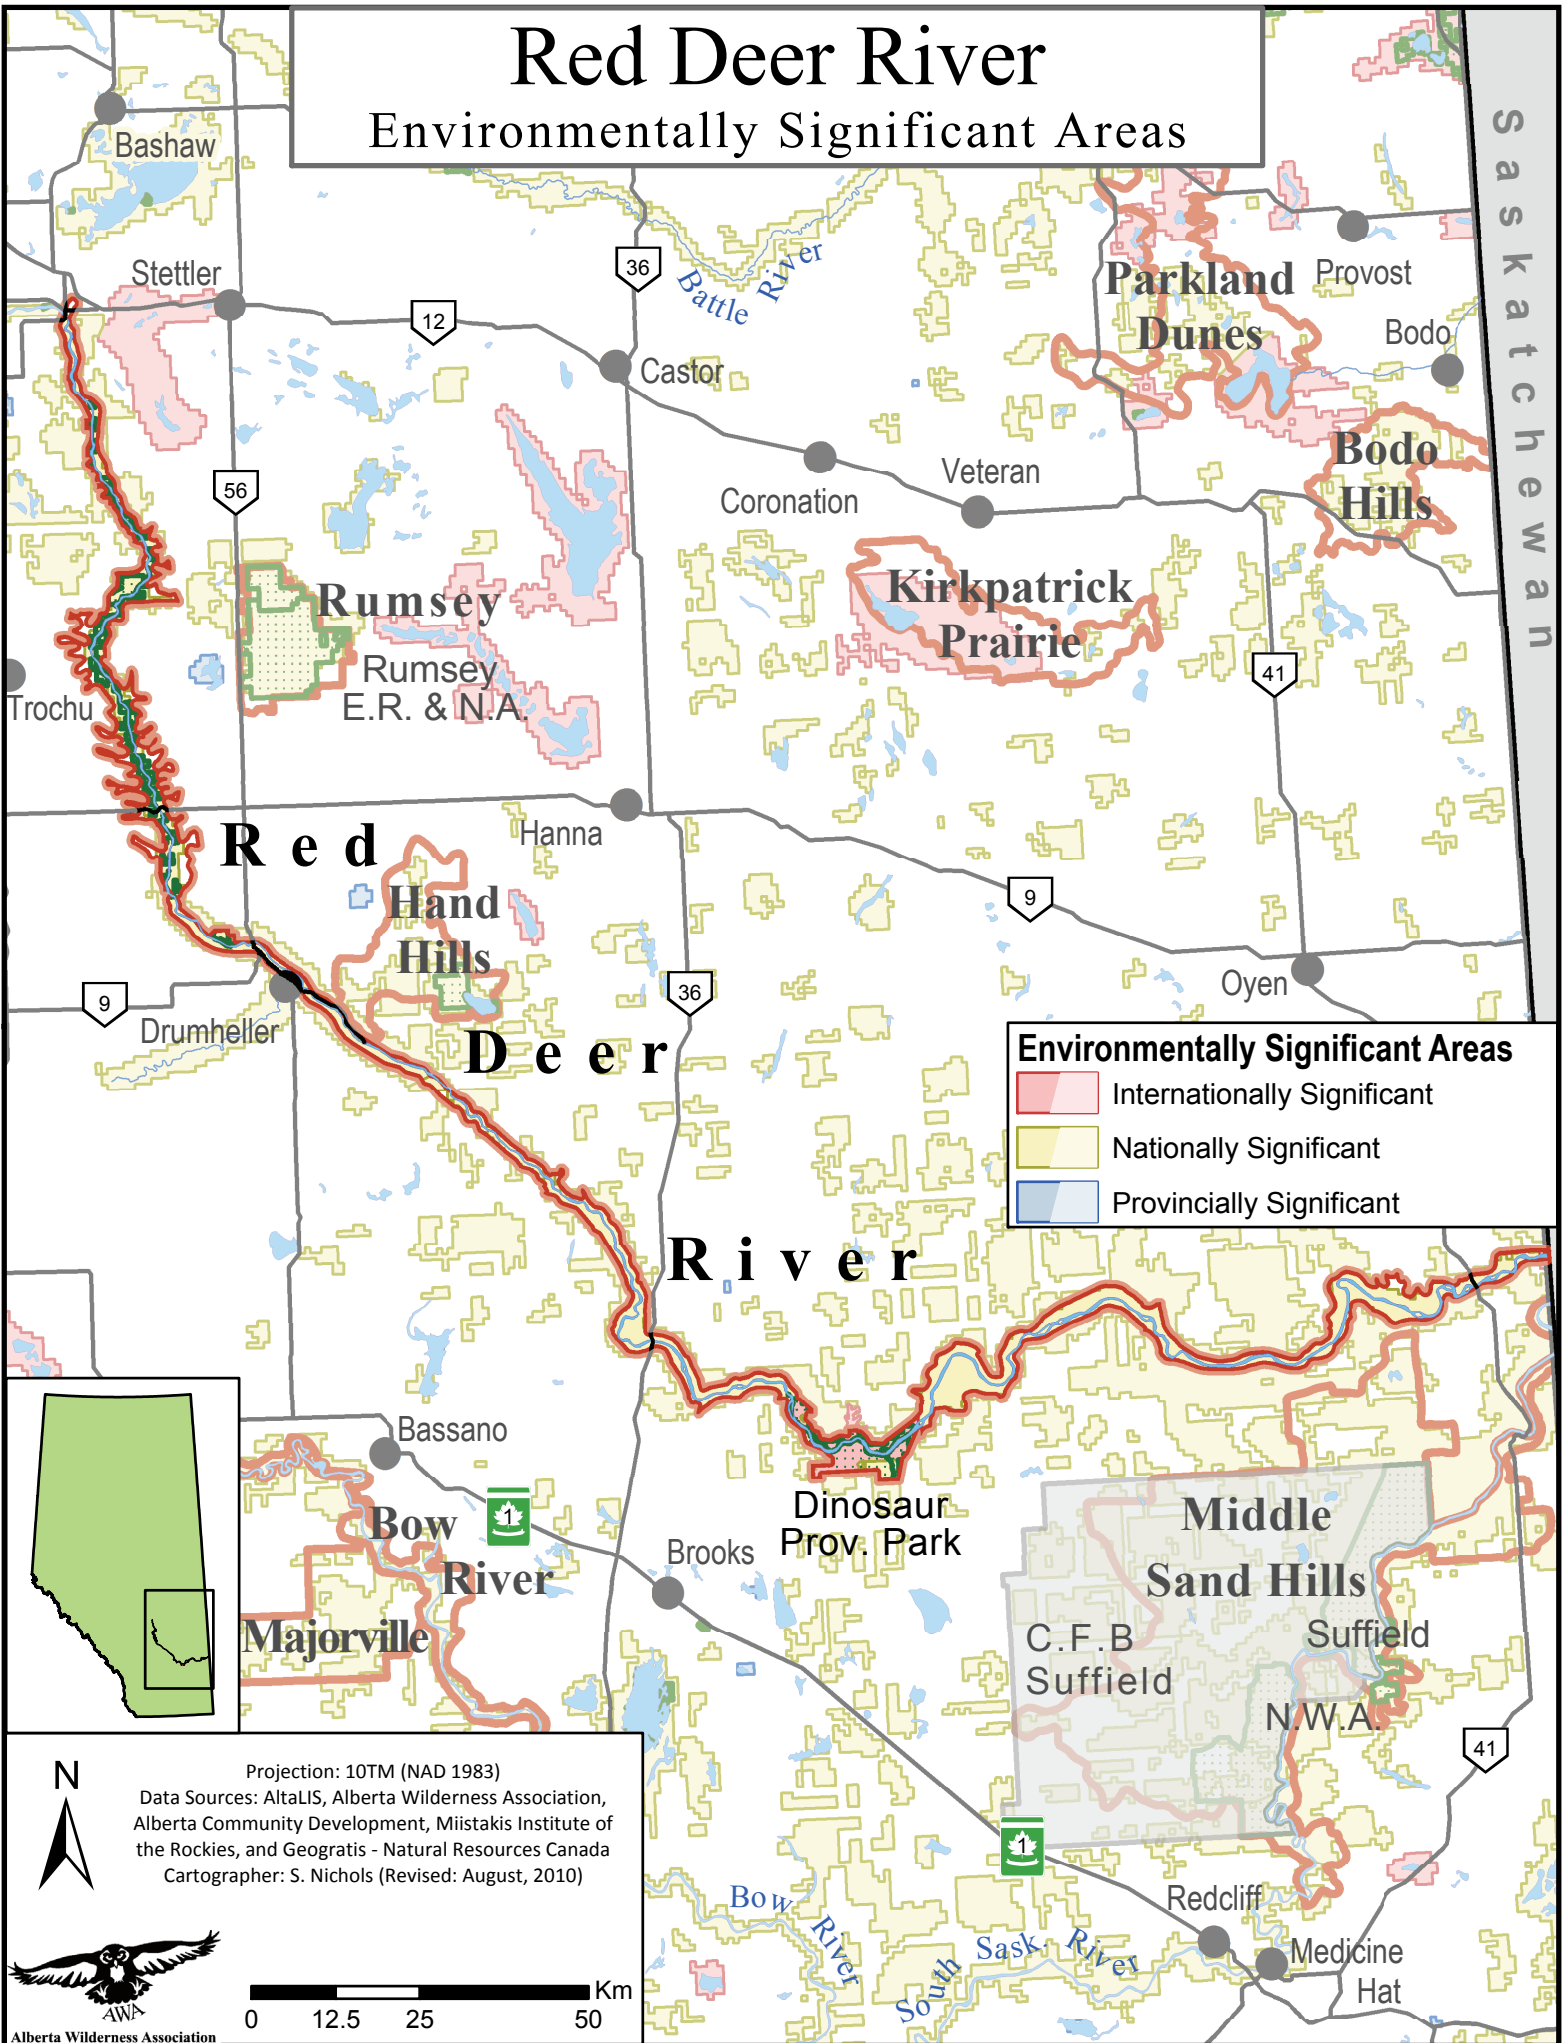 Red Deer River
Environmentally Significant Areas
Saskatchewan
Bashaw
Stettler
36
Battle River
12
Castor
Parkland
Dunes
Provost
Bodo
56
Coronation
Veteran
Bodo
Hills
Rumsey
Rumsey
E.R. & N.A.
Kirkpatrick
Prairie
41
Trochu
Hanna
Red
Hand
Hills
9
Oyen
9
36
Drumheller
Deer
Environmentally Significant Areas
Internationally Significant
Nationally Significant
Provincially Significant
River
Bassano
1
Bow
River
Majorville
Dinosaur
Prov. Park
Brooks
Middle
Sand Hills
C.F.B
Suffield
Suffield
N.W.A.
41
1
Redcliff
Medicine
Hat
Bow River
South Sask. River
N
Projection: 10TM (NAD 1983)
Data Sources: AltaLIS, Alberta Wilderness Association,
Alberta Community Development, Miistakis Institute of
the Rockies, and Geogratis - Natural Resources Canada
Cartographer: S. Nichols (Revised: August, 2010)
AWA
Alberta Wilderness Association
Km
0 12.5 25 50